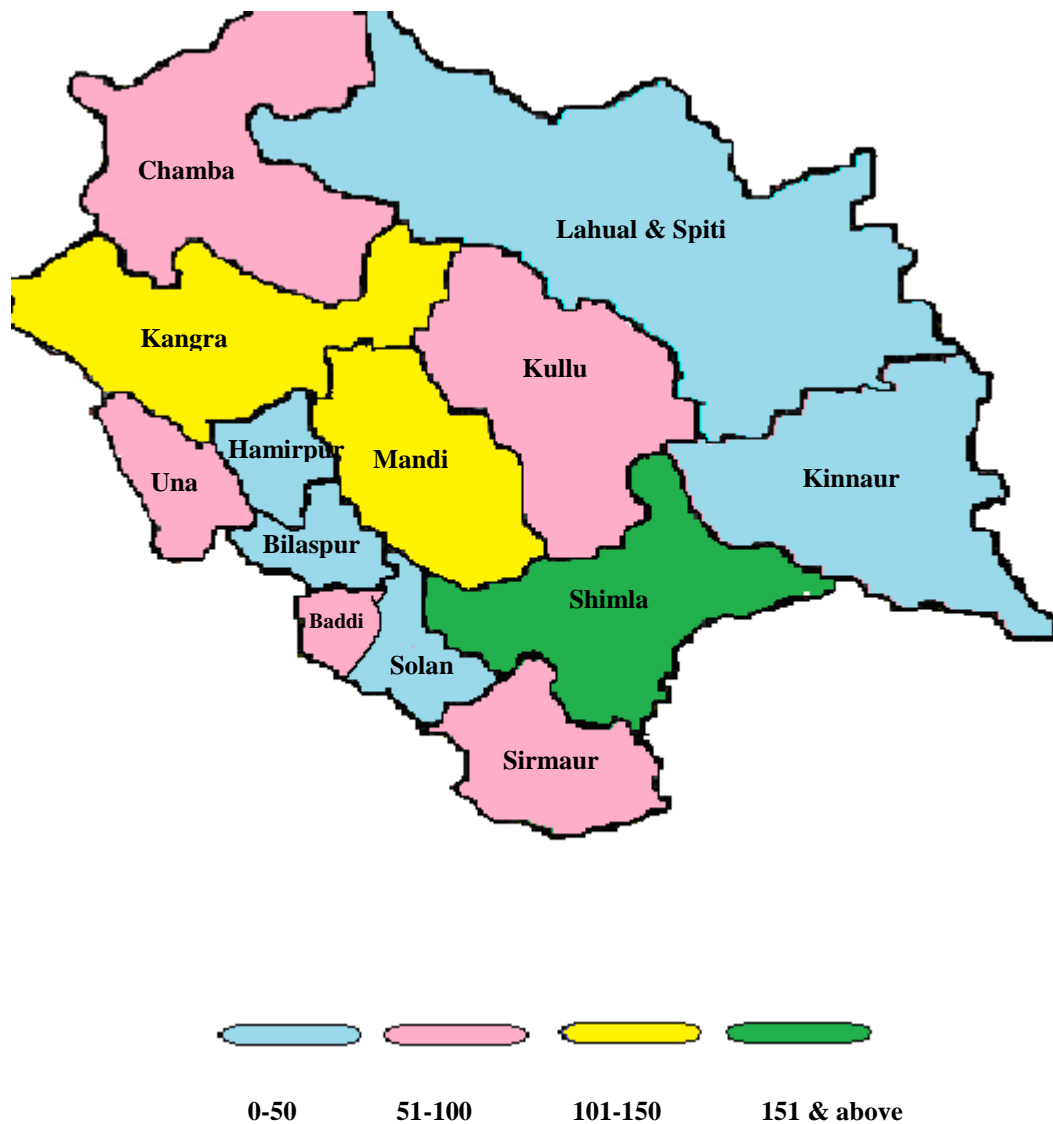 Chamba
Lahual & Spiti
Kangra
Kullu
Hamirpur
Mandi
Una
Kinnaur
Bilaspur
Shimla
Baddi
Solan
Sirmaur
0-50
51-100
101-150
151 & above